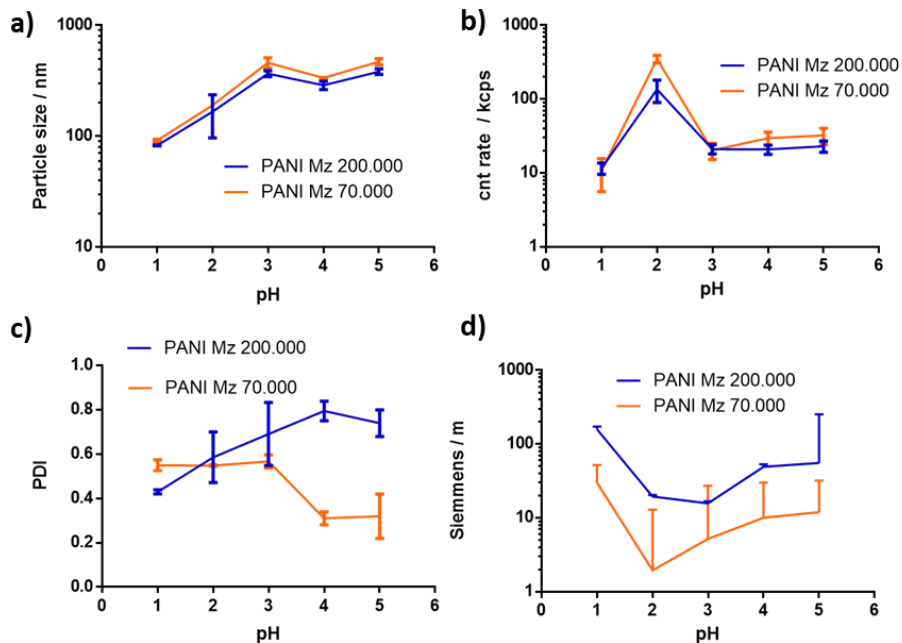 a)
1000
100
10
Particle size / nm
0 1 2 3 4 5 6
pH
PANI Mz 200.000
PANI Mz 70.000
b)
1000
100
10
1
cnt rate / kcps
0 1 2 3 4 5 6
pH
PANI Mz 200.000
PANI Mz 70.000
c)
PANI Mz 200.000
PANI Mz 70.000
1.0
0.8
0.6
0.4
0.2
0.0
PDI
0 1 2 3 4 5 6
pH
d)
1000
100
10
1
Siemmens / m
0 1 2 3 4 5 6
pH
PANI Mz 200.000
PANI Mz 70.000